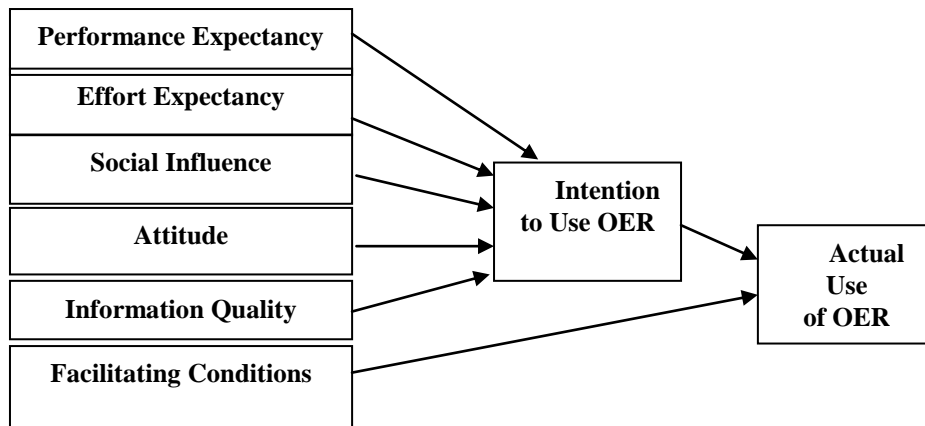 Performance Expectancy
Effort Expectancy
Social Influence
Attitude
Information Quality
Facilitating Conditions
Intention
to Use OER
Actual
Use
of OER